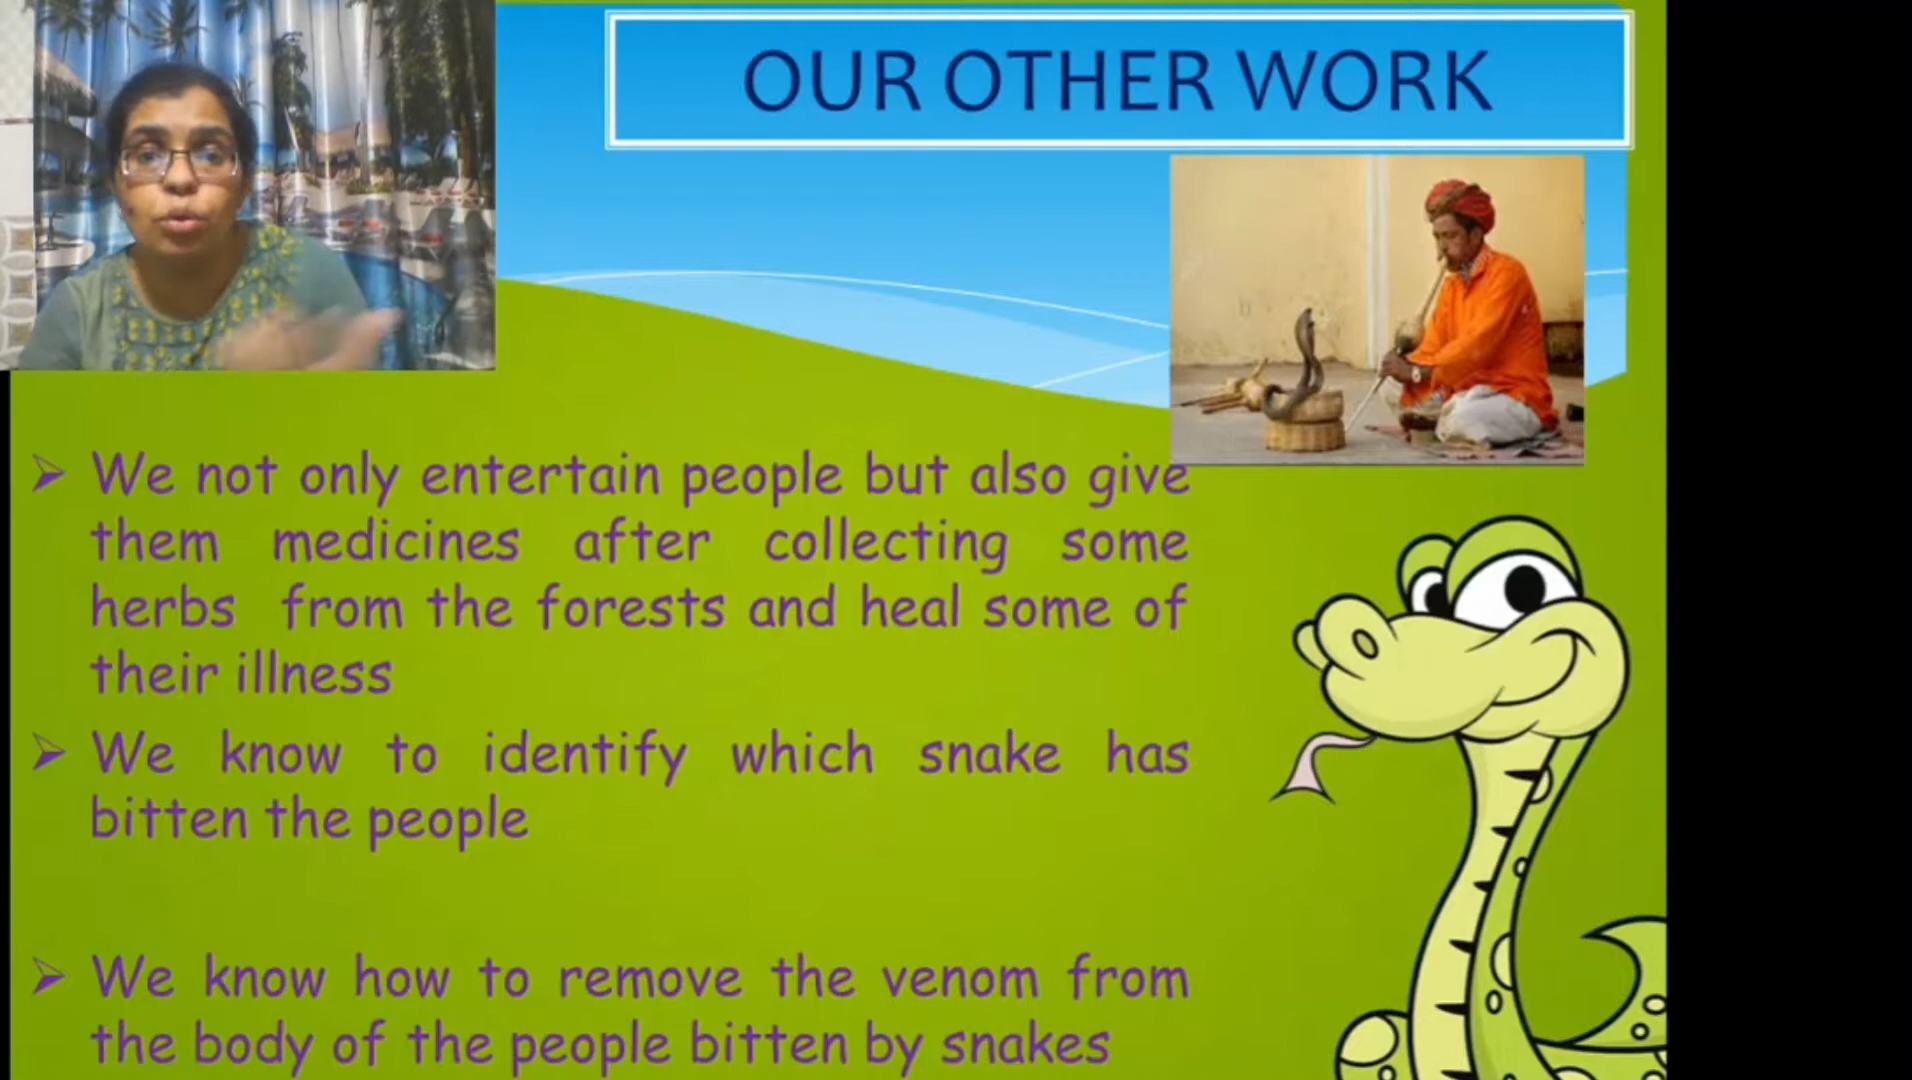 OUR OTHER WORK
We not only entertain people but also give
them medicines after collecting some
herbs from the forests and heal some of
their illness
We know to identify which snake has
bitten the people
We know how to remove the venom from
the body of the people bitten by snakes